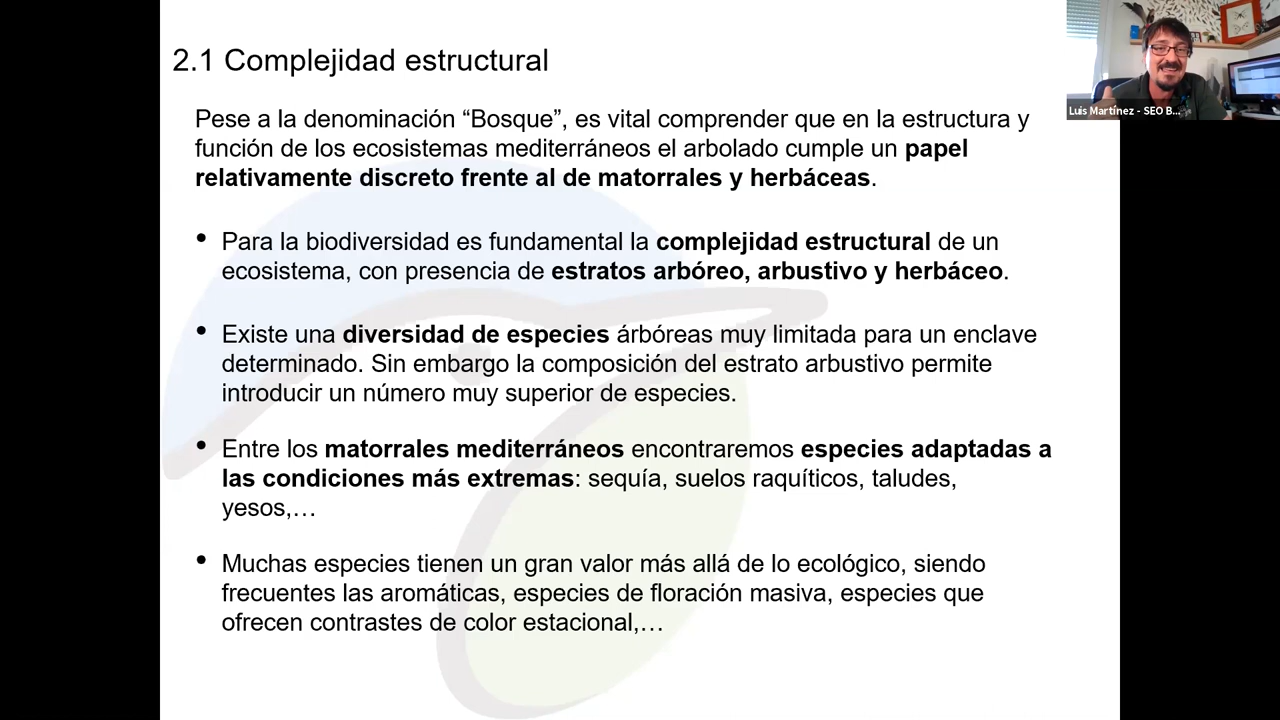 2.1 Complejidad estructural
Pese a la denominación “Bosque”, es vital comprender que en la estructura y
función de los ecosistemas mediterráneos el arbolado cumple un papel
relativamente discreto frente al de matorrales y herbáceas.
• Para la biodiversidad es fundamental la complejidad estructural de un
ecosistema, con presencia de estratos arbóreo, arbustivo y herbáceo.
• Existe una diversidad de especies árbóreas muy limitada para un enclave
determinado. Sin embargo la composición del estrato arbustivo permite
introducir un número muy superior de especies.
• Entre los matorrales mediterráneos encontraremos especies adaptadas a
las condiciones más extremas: sequía, suelos raquíticos, taludes,
yesos,…
• Muchas especies tienen un gran valor más allá de lo ecológico, siendo
frecuentes las aromáticas, especies de floración masiva, especies que
ofrecen contrastes de color estacional,…
Luis Martínez - SEO B...